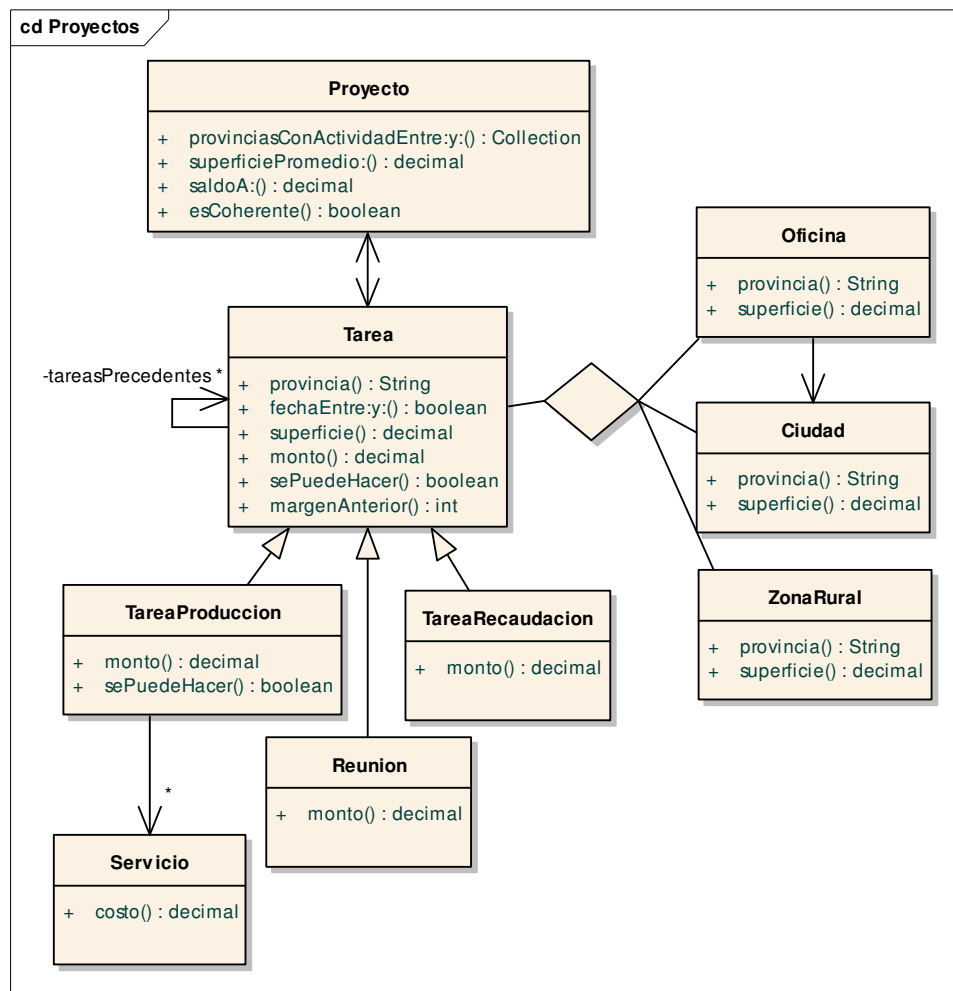 cd Proyectos
Proyecto
+ provinciasConActividadEntre:y:() : Collection
+ superficiePromedio:() : decimal
+ saldoA:() : decimal
+ esCoherente() : boolean
Oficina
+ provincia() : String
+ superficie() : decimal
Tarea
-tareasPrecedentes *
+ provincia() : String
+ fechaEntre:y:() : boolean
+ superficie() : decimal
+ monto() : decimal
+ sePuedeHacer() : boolean
+ margenAnterior() : int
Ciudad
+ provincia() : String
+ superficie() : decimal
TareaProduccion
+ monto() : decimal
+ sePuedeHacer() : boolean
TareaRecaudacion
+ monto() : decimal
ZonaRural
+ provincia() : String
+ superficie() : decimal
Reunion
+ monto() : decimal
*
Servicio
+ costo() : decimal